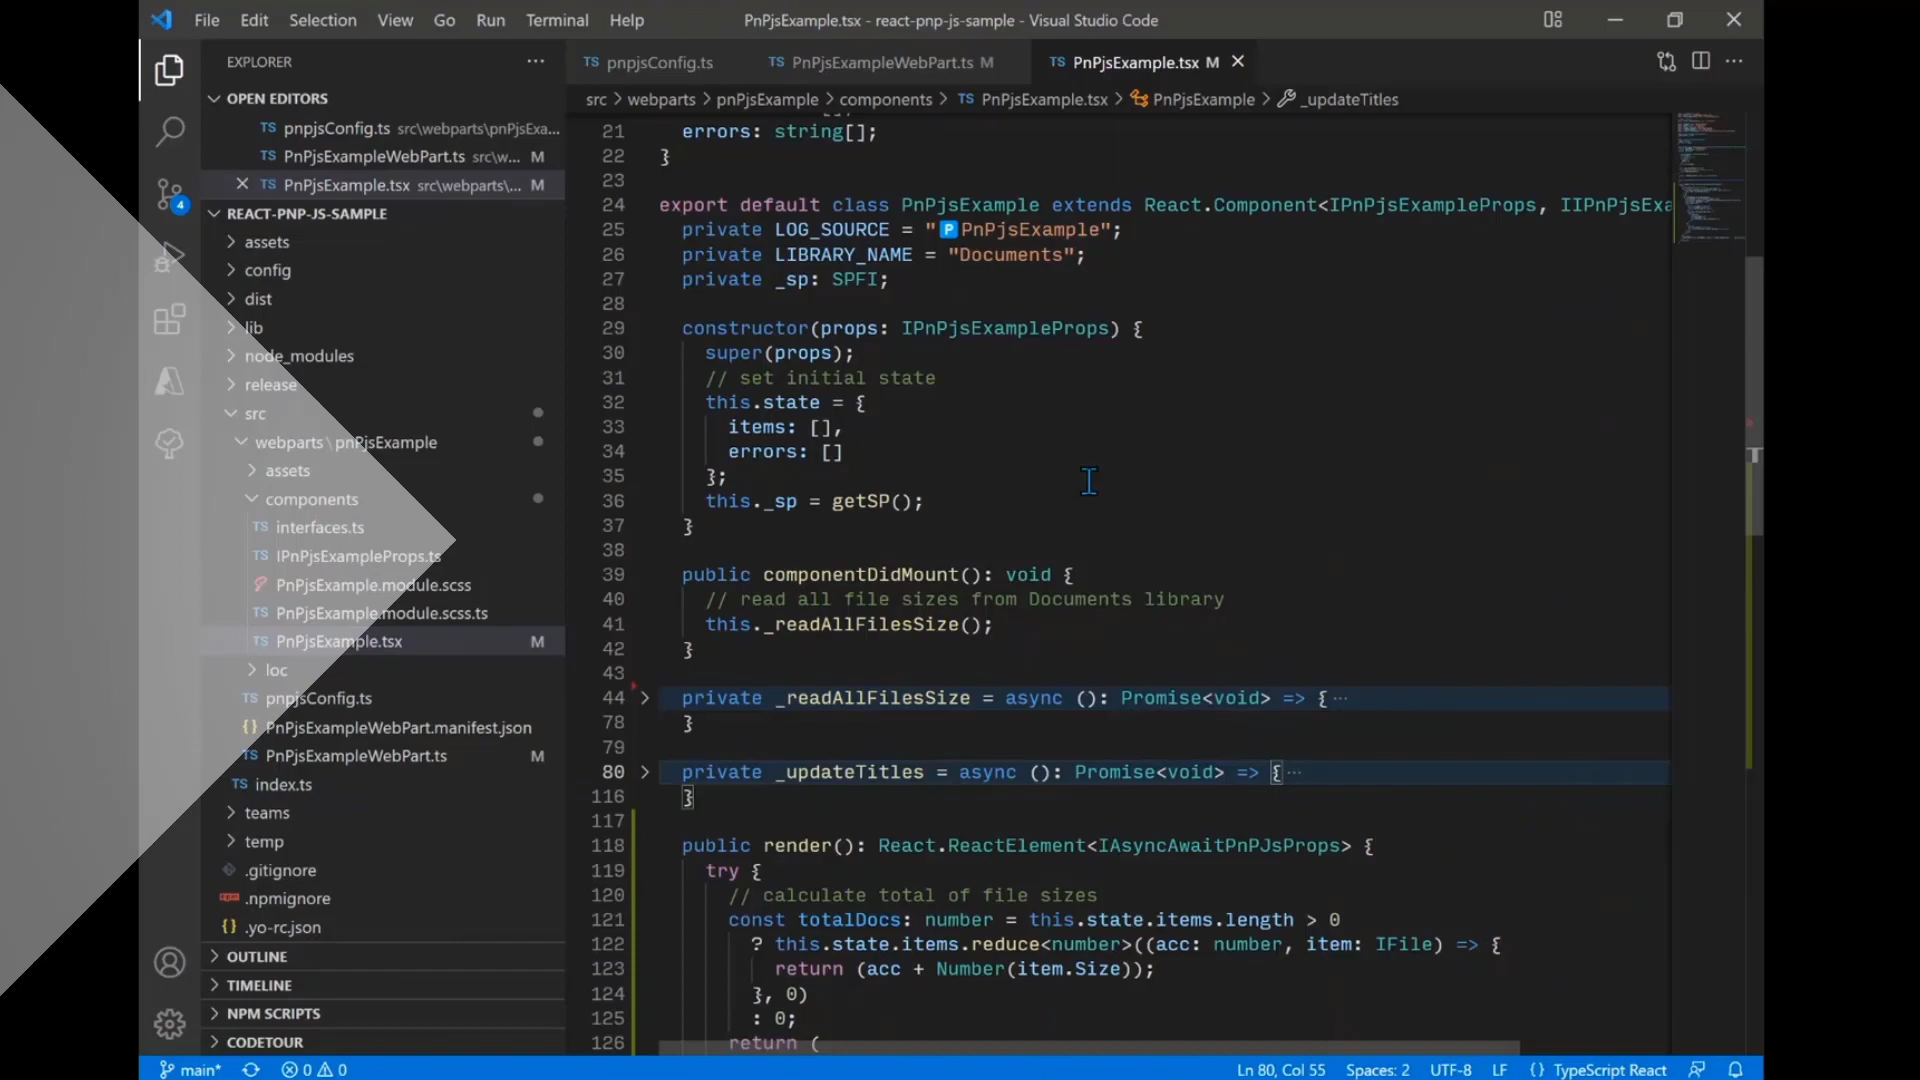 File Edit Selection View Go Run Terminal Help PnPjsExample.tsx - react-pnp-js-sample - Visual Studio Code
EXPLORER
OPEN EDITORS
TS pnpjsConfig.ts src\webparts\pnPjsExa...
TS PnPjsExampleWebPart.ts src\w... M
TS PnPjsExample.tsx src\webparts\... M
REACT-PNP-JS-SAMPLE
assets
config
dist
lib
node_modules
release
src
webparts\pnPjsExample
assets
components
TS interfaces.ts
TS IPnPjsExampleProps.ts
PnPjsExample.module.scss
TS PnPjsExample.module.scss.ts
TS PnPjsExample.tsx M
loc
TS pnpjsConfig.ts
{} PnPjsExampleWebPart.manifest.json
TS PnPjsExampleWebPart.ts M
TS index.ts
teams
temp
.gitignore
npm .npmignore
{} .yo-rc.json
OUTLINE
TIMELINE
NPM SCRIPTS
CODETOUR
4
TS pnpjsConfig.ts TS PnPjsExampleWebPart.ts M TS PnPjsExample.tsx M
src > webparts > pnPjsExample > components > TS PnPjsExample.tsx > PnPjsExample > _updateTitles
21 errors: string[];
22 }
23
24 export default class PnPjsExample extends React.Component<IPnPjsExampleProps, IIPnPjsExa
25 private LOG_SOURCE = "🅿PnPjsExample";
26 private LIBRARY_NAME = "Documents";
27 private _sp: SPFI;
28
29 constructor(props: IPnPjsExampleProps) {
30 super(props);
31 // set initial state
32 this.state = {
33 items: [],
34 errors: []
35 };
36 this._sp = getSP();
37 }
38
39 public componentDidMount(): void {
40 // read all file sizes from Documents library
41 this._readAllFilesSize();
42 }
43
44 private _readAllFilesSize = async (): Promise<void> => {···
78 }
79
80 private _updateTitles = async (): Promise<void> => {···
116 }
117
118 public render(): React.ReactElement<IAsyncAwaitPnPJsProps> {
119 try {
120 // calculate total of file sizes
121 const totalDocs: number = this.state.items.length > 0
122 ? this.state.items.reduce<number>((acc: number, item: IFile) => {
123 return (acc + Number(item.Size));
124 }, 0)
125 : 0;
126 return (
main* 0 0 Ln 80, Col 55 Spaces: 2 UTF-8 LF {} TypeScript React